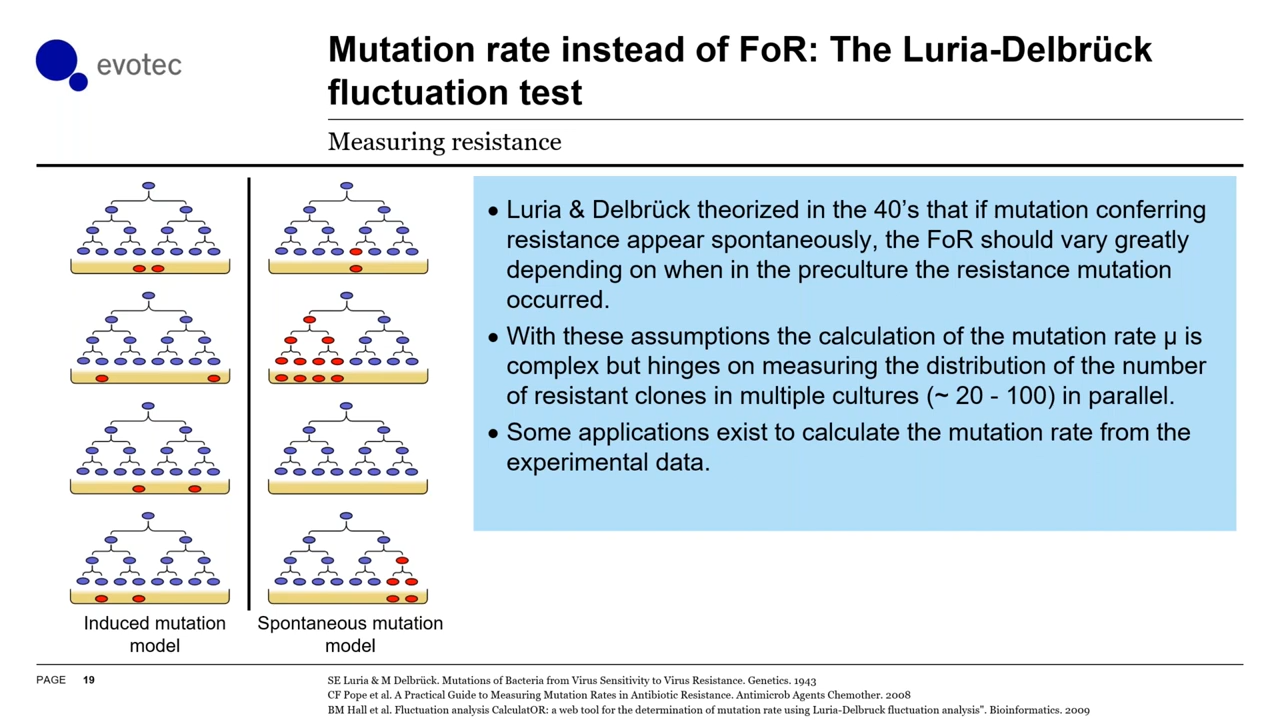 evotec
Mutation rate instead of FoR: The Luria-Delbrück
fluctuation test
Measuring resistance
• Luria & Delbrück theorized in the 40’s that if mutation conferring
resistance appear spontaneously, the FoR should vary greatly
depending on when in the preculture the resistance mutation
occurred.
• With these assumptions the calculation of the mutation rate µ is
complex but hinges on measuring the distribution of the number
of resistant clones in multiple cultures (~ 20 - 100) in parallel.
• Some applications exist to calculate the mutation rate from the
experimental data.
Induced mutation
model
Spontaneous mutation
model
PAGE 19
SE Luria & M Delbrück. Mutations of Bacteria from Virus Sensitivity to Virus Resistance. Genetics. 1943
CF Pope et al. A Practical Guide to Measuring Mutation Rates in Antibiotic Resistance. Antimicrob Agents Chemother. 2008
BM Hall et al. Fluctuation analysis CalculatOR: a web tool for the determination of mutation rate using Luria-Delbruck fluctuation analysis". Bioinformatics. 2009